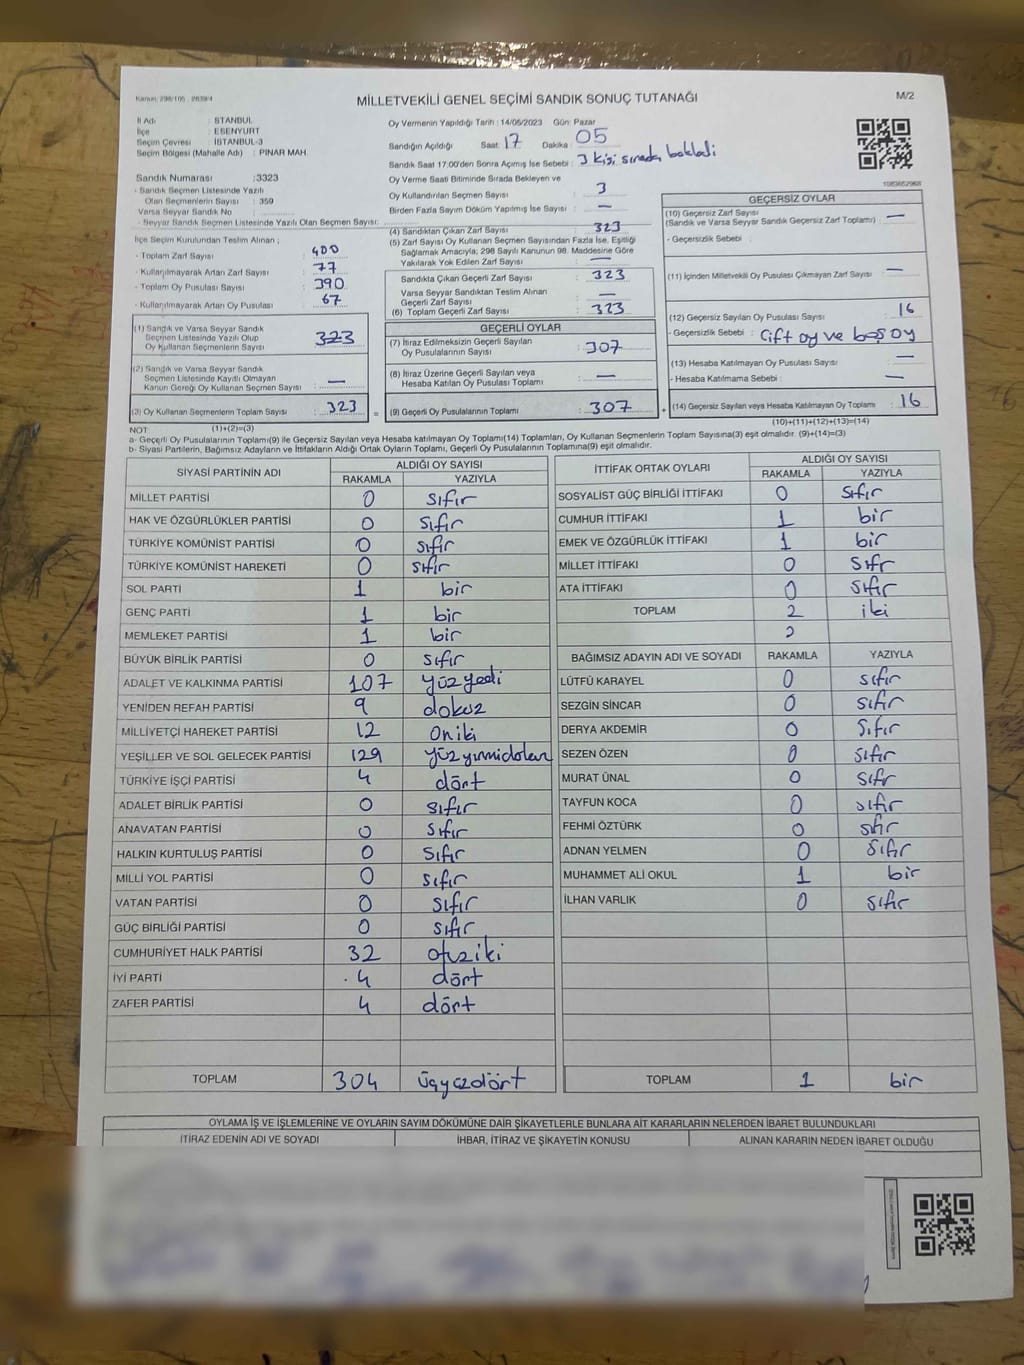 Kanun: 298/105 - 2839/4
MİLLETVEKİLİ GENEL SEÇİMİ SANDIK SONUÇ TUTANAĞI
M/2
İl Adı : İSTANBUL
İlçe : ESENYURT
Seçim Çevresi : İSTANBUL-3
Seçim Bölgesi (Mahalle Adı) : PINAR MAH.
Sandık Numarası :3323
- Sandık Seçmen Listesinde Yazılı
Olan Seçmenlerin Sayısı : 359
Varsa Seyyar Sandık No
- Seyyar Sandık Seçmen Listesinde Yazılı Olan Seçmen Sayısı:
İlçe Seçim Kurulundan Teslim Alınan ;
- Toplam Zarf Sayısı : 400
- Kullanılmayarak Artan Zarf Sayısı : 77
- Toplam Oy Pusulası Sayısı : 390
- Kullanılmayarak Artan Oy Pusulası : 67
(1) Sandık ve Varsa Seyyar Sandık
Seçmen Listesinde Yazılı Olup
Oy Kullanan Seçmenlerin Sayısı : 323
(2) Sandık ve Varsa Seyyar Sandık
Seçmen Listesinde Kayıtlı Olmayan
Kanun Gereği Oy Kullanan Seçmen Sayısı : —
(3) Oy Kullanan Seçmenlerin Toplam Sayısı : 323
Oy Vermenin Yapıldığı Tarih : 14/05/2023 Gün: Pazar
Sandığın Açıldığı Saat: 17 Dakika : 05
Sandık Saat 17:00'den Sonra Açılmış İse Sebebi : 3 kişi sırada bekledi
Oy Verme Saati Bitiminde Sırada Bekleyen ve
Oy Kullandırılan Seçmen Sayısı : 3
Birden Fazla Sayım Döküm Yapılmış İse Sayısı : —
(4) Sandıktan Çıkan Zarf Sayısı : 323
(5) Zarf Sayısı Oy Kullanan Seçmen Sayısından Fazla İse, Eşitliği
Sağlamak Amacıyla; 298 Sayılı Kanunun 98. Maddesine Göre
Yakılarak Yok Edilen Zarf Sayısı : —
Sandıkta Çıkan Geçerli Zarf Sayısı : 323
Varsa Seyyar Sandıktan Teslim Alınan
Geçerli Zarf Sayısı : —
(6) Toplam Geçerli Zarf Sayısı : 323
GEÇERLİ OYLAR
(7) İtiraz Edilmeksizin Geçerli Sayılan
Oy Pusulalarının Sayısı : 307
(8) İtiraz Üzerine Geçerli Sayılan veya
Hesaba Katılan Oy Pusulası Toplamı : —
= (9) Geçerli Oy Pusulalarının Toplamı : 307
1083652968
GEÇERSİZ OYLAR
(10) Geçersiz Zarf Sayısı
(Sandık ve Varsa Seyyar Sandık Geçersiz Zarf Toplamı) : —
- Geçersizlik Sebebi :
(11) İçinden Milletvekili Oy Pusulası Çıkmayan Zarf Sayısı : —
(12) Geçersiz Sayılan Oy Pusulası Sayısı : 16
- Geçersizlik Sebebi : Çift oy ve boş oy
(13) Hesaba Katılmayan Oy Pusulası Sayısı : —
- Hesaba Katılmama Sebebi : —
+ (14) Geçersiz Sayılan veya Hesaba Katılmayan Oy Toplamı : 16
NOT: (1)+(2)=(3)
(10)+(11)+(12)+(13)=(14)
a- Geçerli Oy Pusulalarının Toplamı(9) ile Geçersiz Sayılan veya Hesaba katılmayan Oy Toplamı(14) Toplamları, Oy Kullanan Seçmenlerin Toplam Sayısına(3) eşit olmalıdır. (9)+(14)=(3)
b- Siyasi Partilerin, Bağımsız Adayların ve İttifakların Aldığı Ortak Oyların Toplamı, Geçerli Oy Pusulalarının Toplamına(9) eşit olmalıdır.
SİYASİ PARTİNİN ADI ALDIĞI OY SAYISI
RAKAMLA YAZIYLA
MİLLET PARTİSİ 0 sıfır
HAK VE ÖZGÜRLÜKLER PARTİSİ 0 sıfır
TÜRKİYE KOMÜNİST PARTİSİ 0 sıfır
TÜRKİYE KOMÜNİST HAREKETİ 0 sıfır
SOL PARTİ 1 bir
GENÇ PARTİ 1 bir
MEMLEKET PARTİSİ 1 bir
BÜYÜK BİRLİK PARTİSİ 0 sıfır
ADALET VE KALKINMA PARTİSİ 107 yüzyedi
YENİDEN REFAH PARTİSİ 9 dokuz
MİLLİYETÇİ HAREKET PARTİSİ 12 oniki
YEŞİLLER VE SOL GELECEK PARTİSİ 129 yüzyirmidokuz
TÜRKİYE İŞÇİ PARTİSİ 4 dört
ADALET BİRLİK PARTİSİ 0 sıfır
ANAVATAN PARTİSİ 0 sıfır
HALKIN KURTULUŞ PARTİSİ 0 sıfır
MİLLİ YOL PARTİSİ 0 sıfır
VATAN PARTİSİ 0 sıfır
GÜÇ BİRLİĞİ PARTİSİ 0 sıfır
CUMHURİYET HALK PARTİSİ 32 otuziki
İYİ PARTİ 4 dört
ZAFER PARTİSİ 4 dört
TOPLAM 304 üçyüzdört
İTTİFAK ORTAK OYLARI ALDIĞI OY SAYISI
RAKAMLA YAZIYLA
SOSYALİST GÜÇ BİRLİĞİ İTTİFAKI 0 sıfır
CUMHUR İTTİFAKI 1 bir
EMEK VE ÖZGÜRLÜK İTTİFAKI 1 bir
MİLLET İTTİFAKI 0 sıfr
ATA İTTİFAKI 0 sıfır
TOPLAM 2 iki
2
BAĞIMSIZ ADAYIN ADI VE SOYADI RAKAMLA YAZIYLA
LÜTFÜ KARAYEL 0 sıfır
SEZGİN SİNCAR 0 sıfır
DERYA AKDEMİR 0 sıfır
SEZEN ÖZEN 0 sıfır
MURAT ÜNAL 0 sıfr
TAYFUN KOCA 0 sıfır
FEHMİ ÖZTÜRK 0 sıfır
ADNAN YELMEN 0 sıfır
MUHAMMET ALİ OKUL 1 bir
İLHAN VARLIK 0 sıfır
TOPLAM 1 bir
OYLAMA İŞ VE İŞLEMLERİNE VE OYLARIN SAYIM DÖKÜMÜNE DAİR ŞİKAYETLERLE BUNLARA AİT KARARLARIN NELERDEN İBARET BULUNDUKLARI
İTİRAZ EDENİN ADI VE SOYADI İHBAR, İTİRAZ VE ŞİKAYETİN KONUSU ALINAN KARARIN NEDEN İBARET OLDUĞU